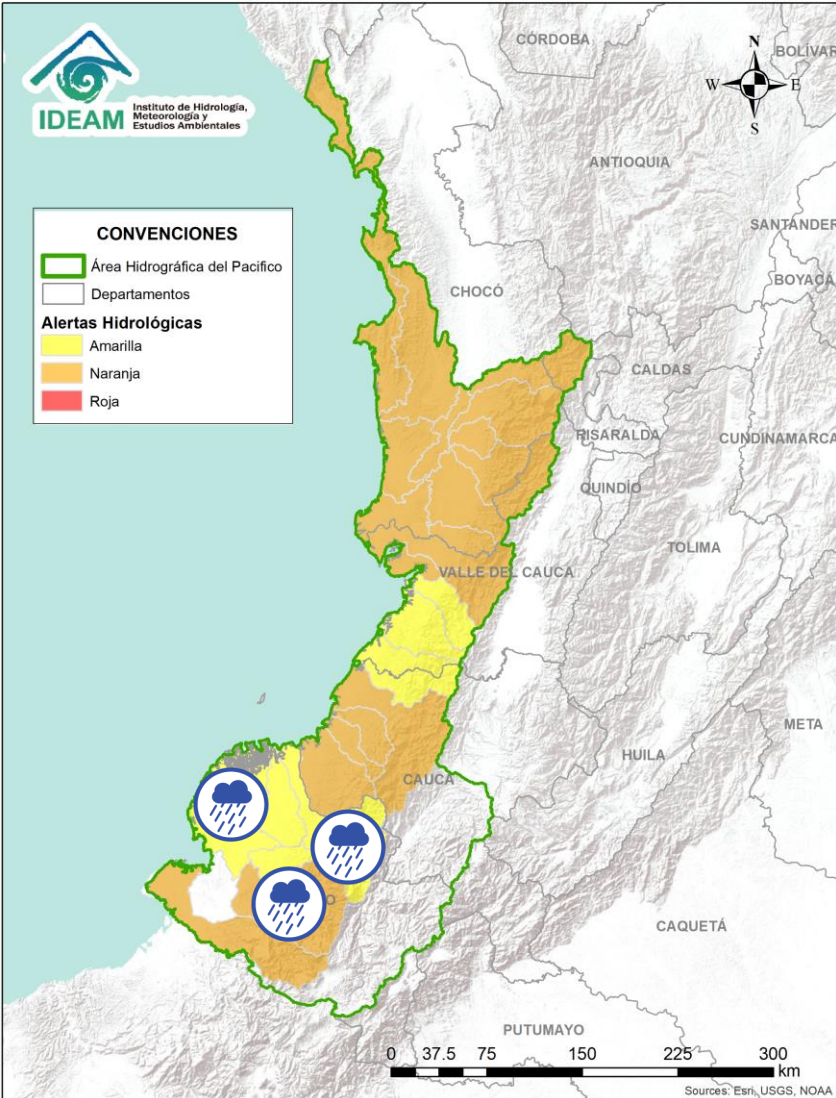 IDEAM
Instituto de Hidrología,
Meteorología y
Estudios Ambientales
CONVENCIONES
Área Hidrográfica del Pacifico
Departamentos
Alertas Hidrológicas
Amarilla
Naranja
Roja
N
W
E
S
CÓRDOBA
BOLÍVAR
ANTIOQUIA
SANTANDER
BOYACÁ
CHOCÓ
CALDAS
RISARALDA
CUNDINAMARCA
QUINDÍO
TOLIMA
VALLE DEL CAUCA
META
HUILA
CAUCA
O
CAQUETÁ
PUTUMAYO
0 37.5 75 150 225 300
km
Sources: Esri, USGS, NOAA